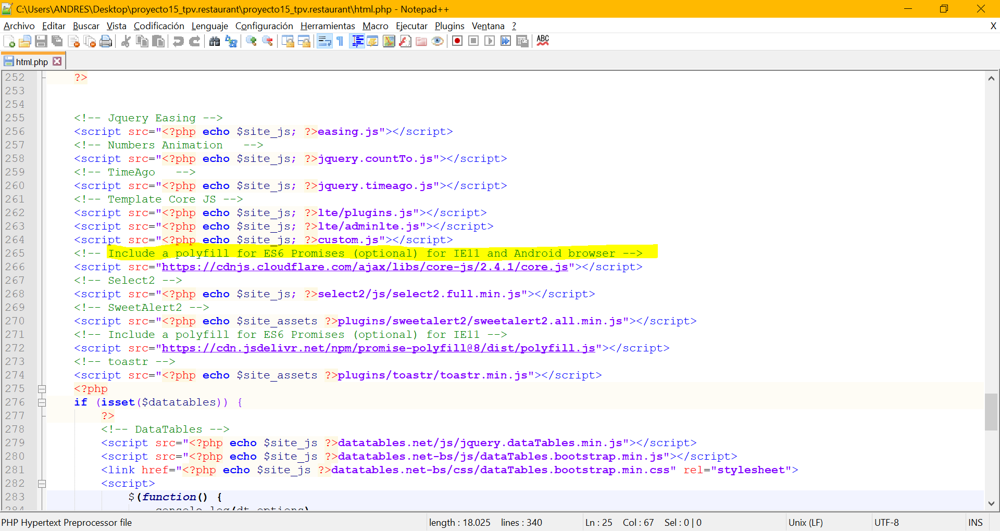 C:\Users\ANDRES\Desktop\proyecto15_tpv.restaurant\proyecto15_tpv.restaurant\html.php - Notepad++
Archivo Editar Buscar Vista Codificación Lenguaje Configuración Herramientas Macro Ejecutar Plugins Ventana ? X
ABC
html.php
252 ?>
253
254
255 <!-- Jquery Easing -->
256 <script src="<?php echo $site_js; ?>easing.js"></script>
257 <!-- Numbers Animation   -->
258 <script src="<?php echo $site_js; ?>jquery.countTo.js"></script>
259 <!-- TimeAgo   -->
260 <script src="<?php echo $site_js; ?>jquery.timeago.js"></script>
261 <!-- Template Core JS -->
262 <script src="<?php echo $site_js; ?>lte/plugins.js"></script>
263 <script src="<?php echo $site_js; ?>lte/adminlte.js"></script>
264 <script src="<?php echo $site_js; ?>custom.js"></script>
265 <!-- Include a polyfill for ES6 Promises (optional) for IE11 and Android browser -->
266 <script src="https://cdnjs.cloudflare.com/ajax/libs/core-js/2.4.1/core.js"></script>
267 <!-- Select2 -->
268 <script src="<?php echo $site_js; ?>select2/js/select2.full.min.js"></script>
269 <!-- SweetAlert2 -->
270 <script src="<?php echo $site_assets ?>plugins/sweetalert2/sweetalert2.all.min.js"></script>
271 <!-- Include a polyfill for ES6 Promises (optional) for IE11 -->
272 <script src="https://cdn.jsdelivr.net/npm/promise-polyfill@8/dist/polyfill.js"></script>
273 <!-- toastr -->
274 <script src="<?php echo $site_assets ?>plugins/toastr/toastr.min.js"></script>
275 <?php
276 if (isset($datatables)) {
277 ?>
278 <!-- DataTables -->
279 <script src="<?php echo $site_js ?>datatables.net/js/jquery.dataTables.min.js"></script>
280 <script src="<?php echo $site_js ?>datatables.net-bs/js/dataTables.bootstrap.min.js"></script>
281 <link href="<?php echo $site_js ?>datatables.net-bs/css/dataTables.bootstrap.min.css" rel="stylesheet">
282 <script>
283 $(function() {
284 console.log(dt_options)
PHP Hypertext Preprocessor file length : 18.025 lines : 340 Ln : 25 Col : 67 Sel : 0 | 0 Unix (LF) UTF-8 INS